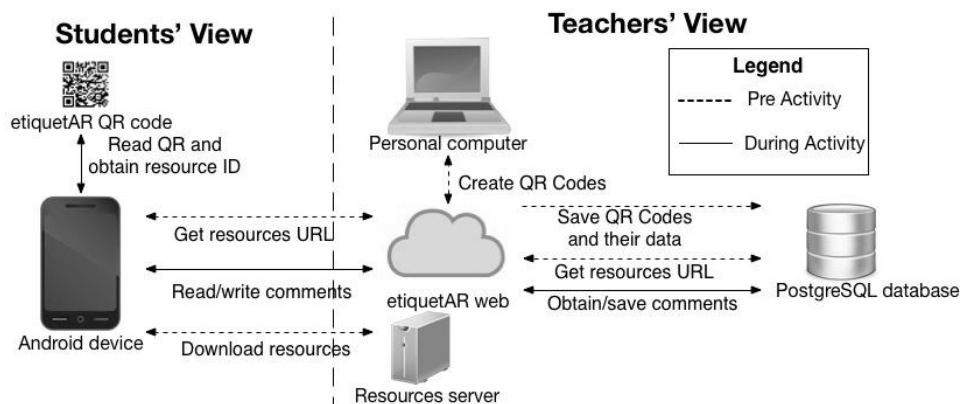 Students' View
Teachers' View
etiquetAR QR code
Read QR and
obtain resource ID
Personal computer
Legend
Pre Activity
During Activity
Create QR Codes
Get resources URL
Save QR Codes
and their data
Get resources URL
Read/write comments
etiquetAR web
Obtain/save comments
PostgreSQL database
Android device
Download resources
Resources server